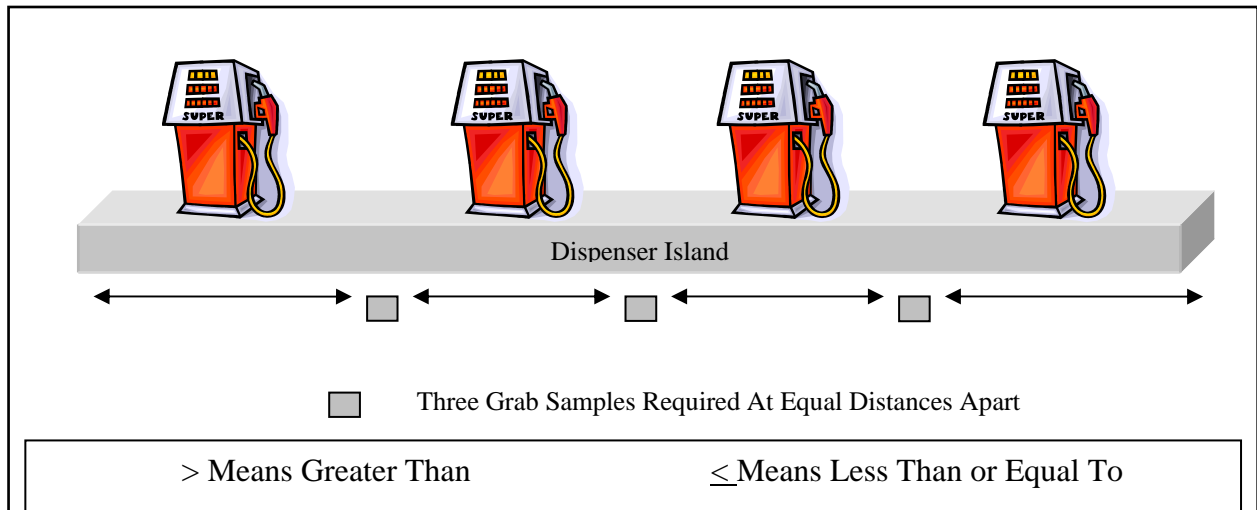 SUPER SUPER SUPER SUPER
Dispenser Island
Three Grab Samples Required At Equal Distances Apart
> Means Greater Than < Means Less Than or Equal To